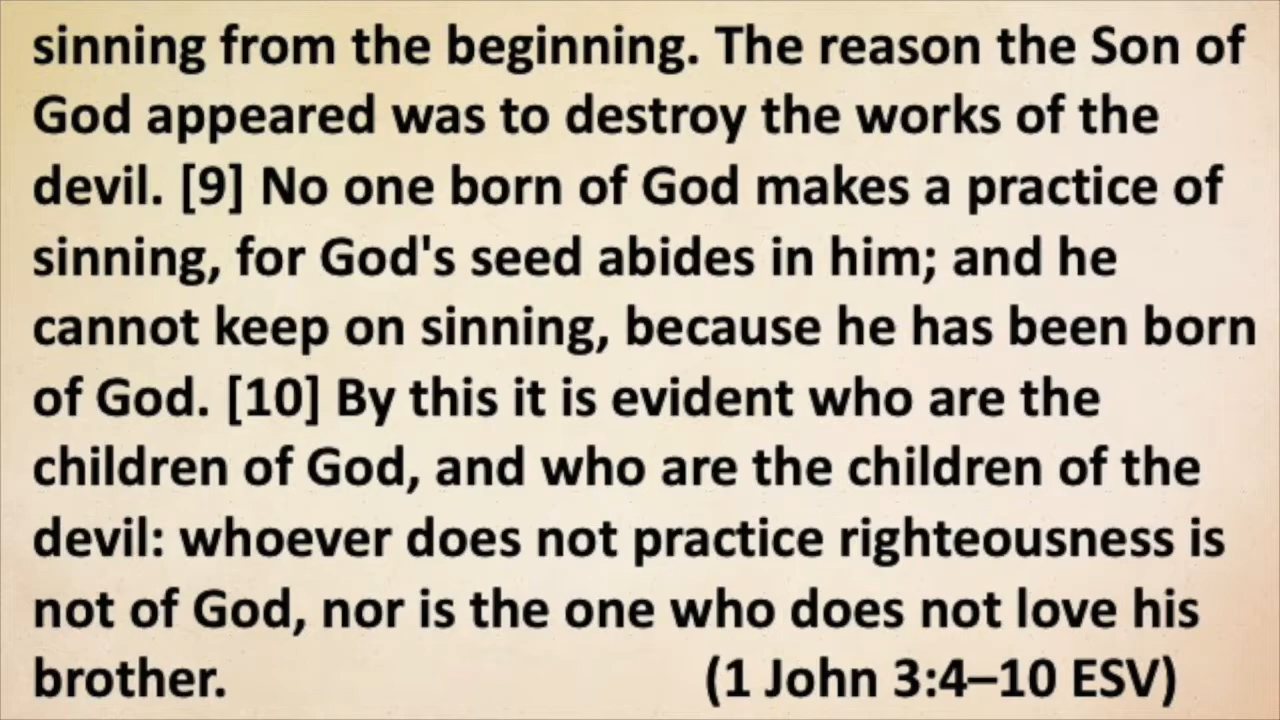 sinning from the beginning. The reason the Son of
God appeared was to destroy the works of the
devil. [9] No one born of God makes a practice of
sinning, for God's seed abides in him; and he
cannot keep on sinning, because he has been born
of God. [10] By this it is evident who are the
children of God, and who are the children of the
devil: whoever does not practice righteousness is
not of God, nor is the one who does not love his
brother. (1 John 3:4–10 ESV)